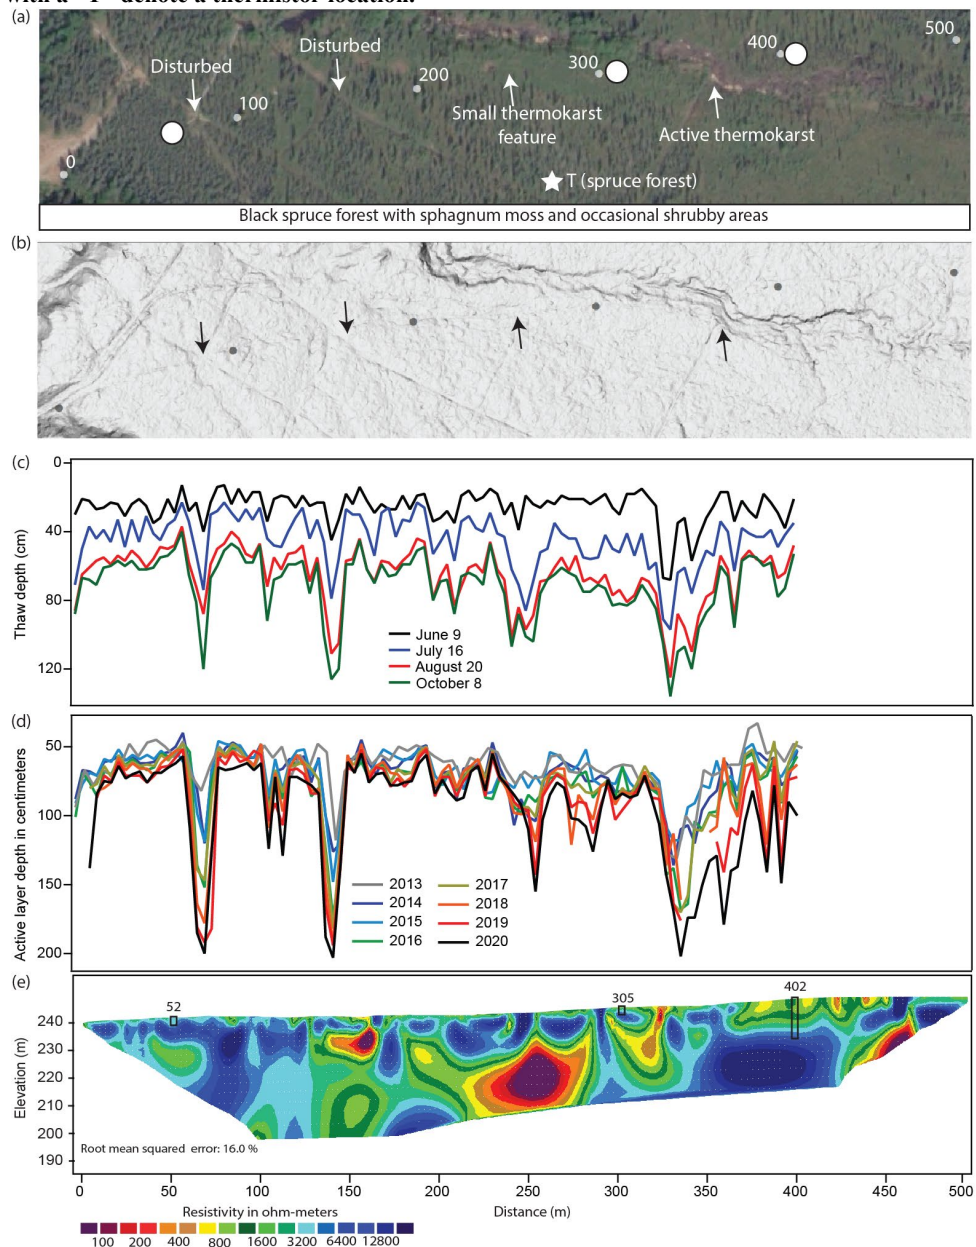 with a "T" denote a thermistor location.
(a)
500
Disturbed
400
Disturbed
300
200
100
Small thermokarst
feature
Active thermokarst
0
T (spruce forest)
Black spruce forest with sphagnum moss and occasional shrubby areas
(b)
(c)
0
40
80
120
Thaw depth (cm)
June 9
July 16
August 20
October 8
(d)
50
100
150
200
Active layer depth in centimeters
2013
2017
2014
2018
2015
2019
2016
2020
(e)
52
305
402
240
230
220
210
200
190
Elevation (m)
Root mean squared error: 16.0 %
0 50 100 150 200 250 300 350 400 450 500
Resistivity in ohm-meters
Distance (m)
100 200 400 800 1600 3200 6400 12800